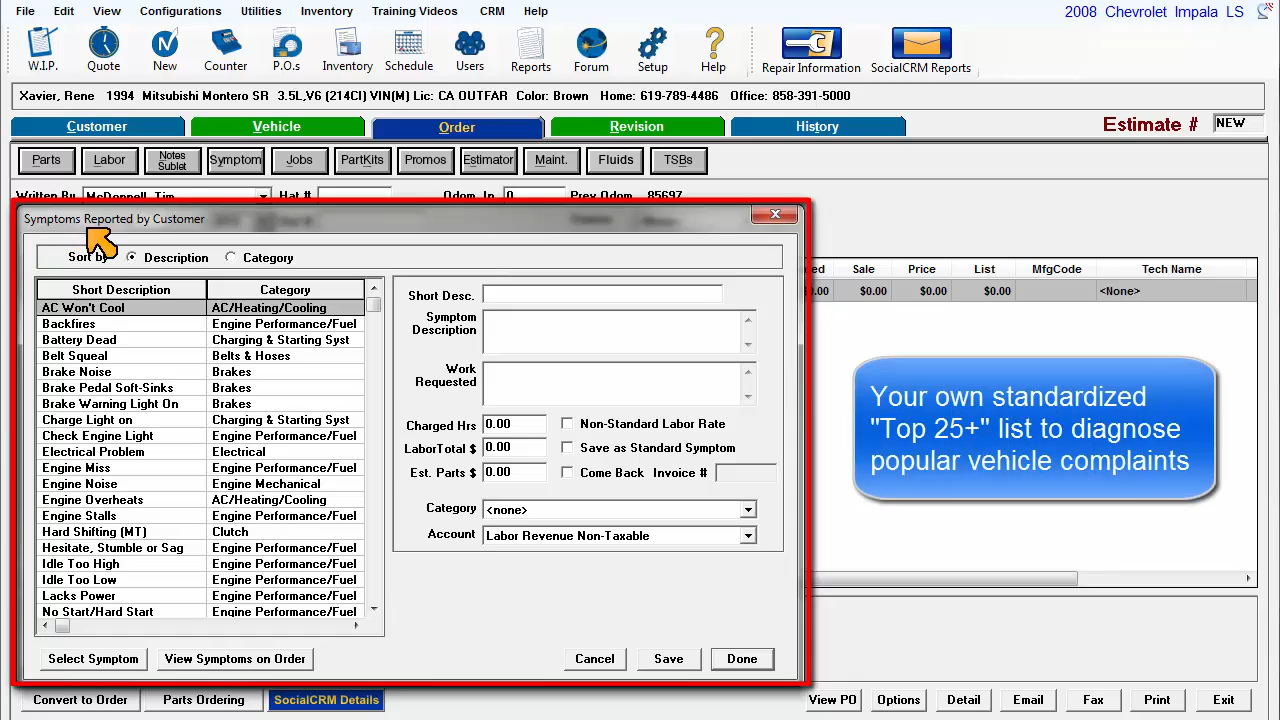 File Edit View Configurations Utilities Inventory Training Videos CRM Help 2008 Chevrolet Impala LS
W.I.P. Quote New Counter P.O.s Inventory Schedule Users Reports Forum Setup Help Repair Information SocialCRM Reports
Xavier, Rene 1994 Mitsubishi Montero SR 3.5L,V6 (214CI) VIN(M) Lic: CA OUTFAR Color: Brown Home: 619-789-4486 Office: 858-391-5000
Customer Vehicle Order Revision History Estimate # NEW
Parts Labor Notes Sublet Symptom Jobs PartKits Promos Estimator Maint. Fluids TSBs
Written By McDonnell, Tim Hat # Odom In 0 Prev Odom 85697
Symptoms Reported by Customer
Sort by Description Category
Sale Price List MfgCode Tech Name
$0.00 $0.00 $0.00 <None>
Short Description Category
AC Won't Cool AC/Heating/Cooling
Backfires Engine Performance/Fuel
Battery Dead Charging & Starting Syst
Belt Squeal Belts & Hoses
Brake Noise Brakes
Brake Pedal Soft-Sinks Brakes
Brake Warning Light On Brakes
Charge Light on Charging & Starting Syst
Check Engine Light Engine Performance/Fuel
Electrical Problem Electrical
Engine Miss Engine Performance/Fuel
Engine Noise Engine Mechanical
Engine Overheats AC/Heating/Cooling
Engine Stalls Engine Performance/Fuel
Hard Shifting (MT) Clutch
Hesitate, Stumble or Sag Engine Performance/Fuel
Idle Too High Engine Performance/Fuel
Idle Too Low Engine Performance/Fuel
Lacks Power Engine Performance/Fuel
No Start/Hard Start Engine Performance/Fuel
Short Desc.
Symptom
Description
Work
Requested
Charged Hrs 0.00 Non-Standard Labor Rate
LaborTotal $ 0.00 Save as Standard Symptom
Est. Parts $ 0.00 Come Back Invoice #
Category <none>
Account Labor Revenue Non-Taxable
Your own standardized
"Top 25+" list to diagnose
popular vehicle complaints
Select Symptom View Symptoms on Order Cancel Save Done
Convert to Order Parts Ordering SocialCRM Details View PO Options Detail Email Fax Print Exit